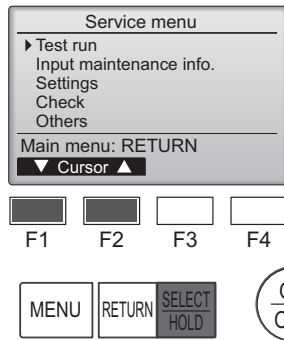 Service menu
Test run
Input maintenance info.
Settings
Check
Others
Main menu: RETURN
▼ Cursor ▲
F1 F2 F3 F4
MENU RETURN SELECT
HOLD